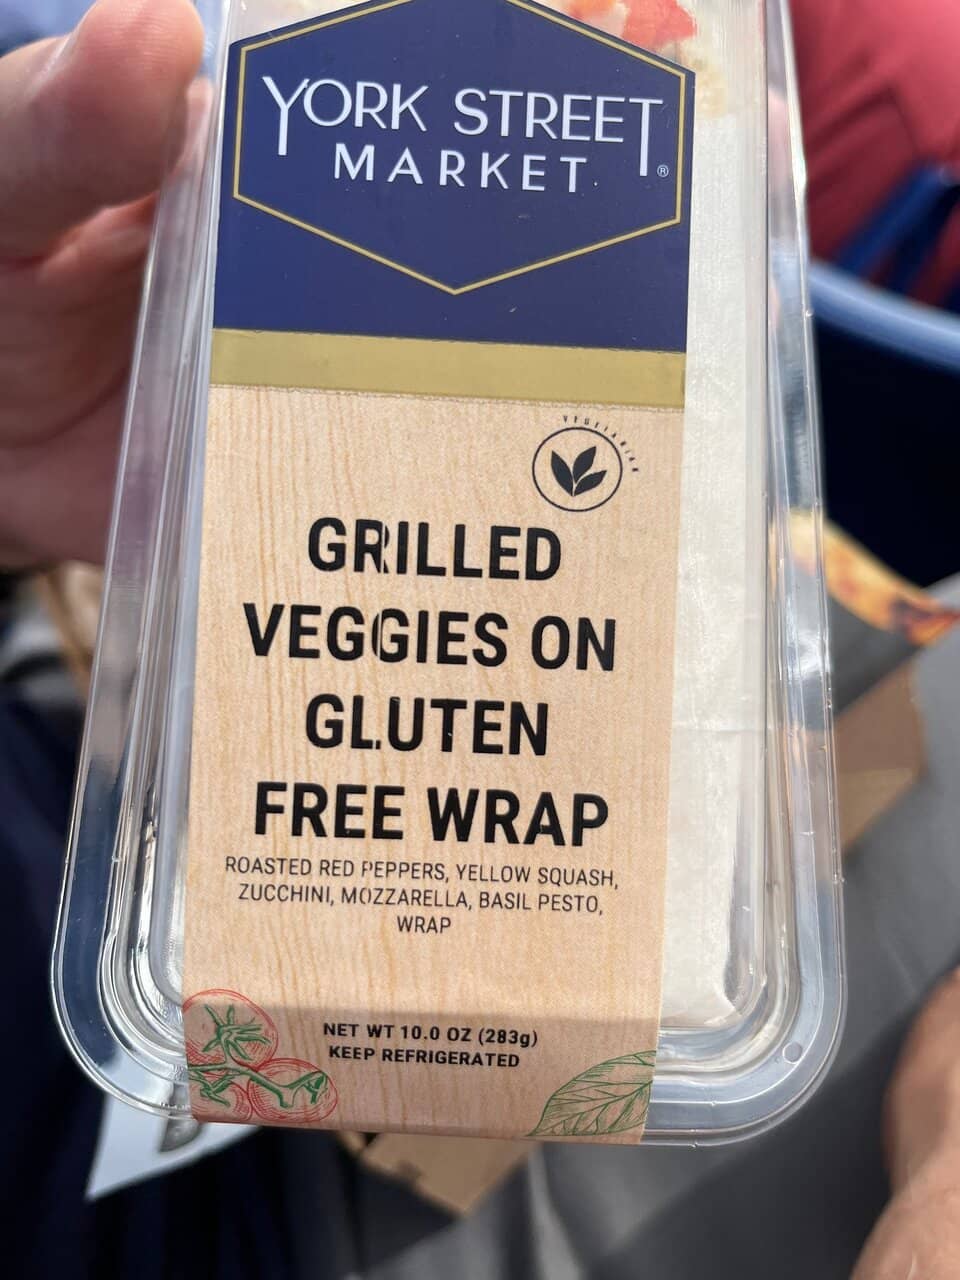 YORK STREET
MARKET®
VEGETARIAN
GRILLED
VEGGIES ON
GLUTEN
FREE WRAP
ROASTED RED PEPPERS, YELLOW SQUASH,
ZUCCHINI, MOZZARELLA, BASIL PESTO,
WRAP
NET WT 10.0 OZ (283g)
KEEP REFRIGERATED